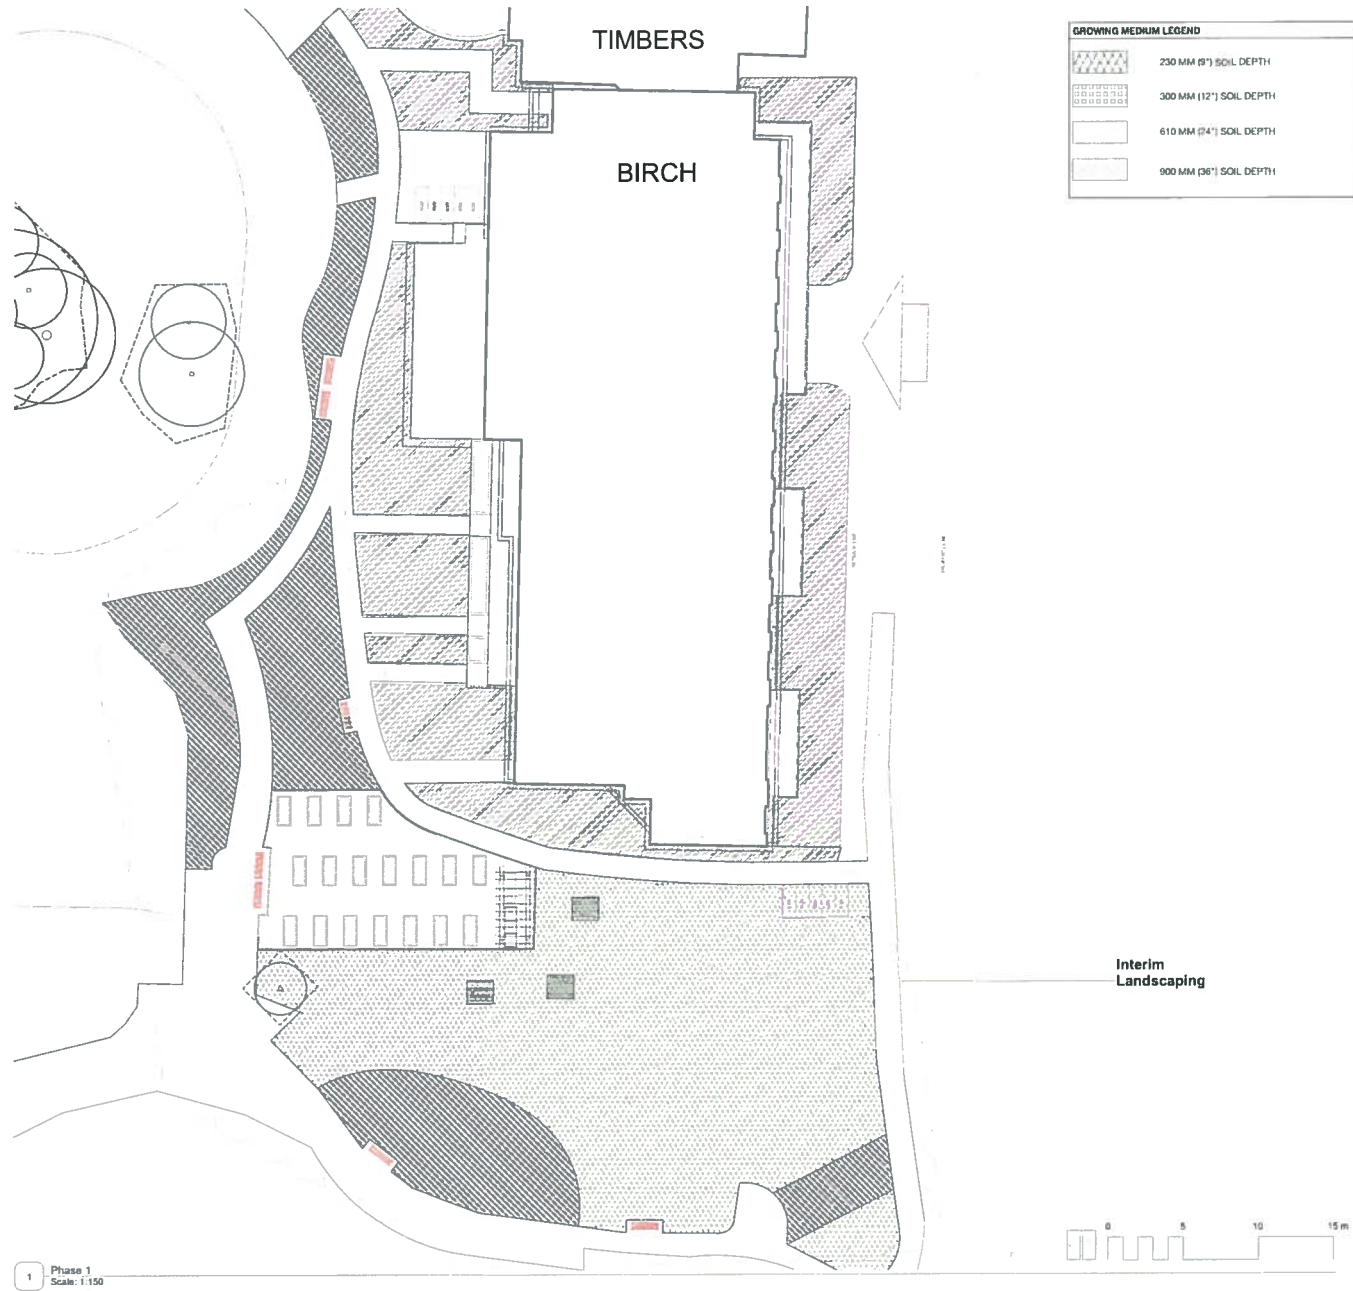 TIMBERS
BIRCH
GROWING MEDIUM LEGEND
230 MM (9") SOIL DEPTH
300 MM (12") SOIL DEPTH
610 MM (24") SOIL DEPTH
900 MM (36") SOIL DEPTH
Interim
Landscaping
0 5 10 15 m
1 Phase 1
Scale: 1:150